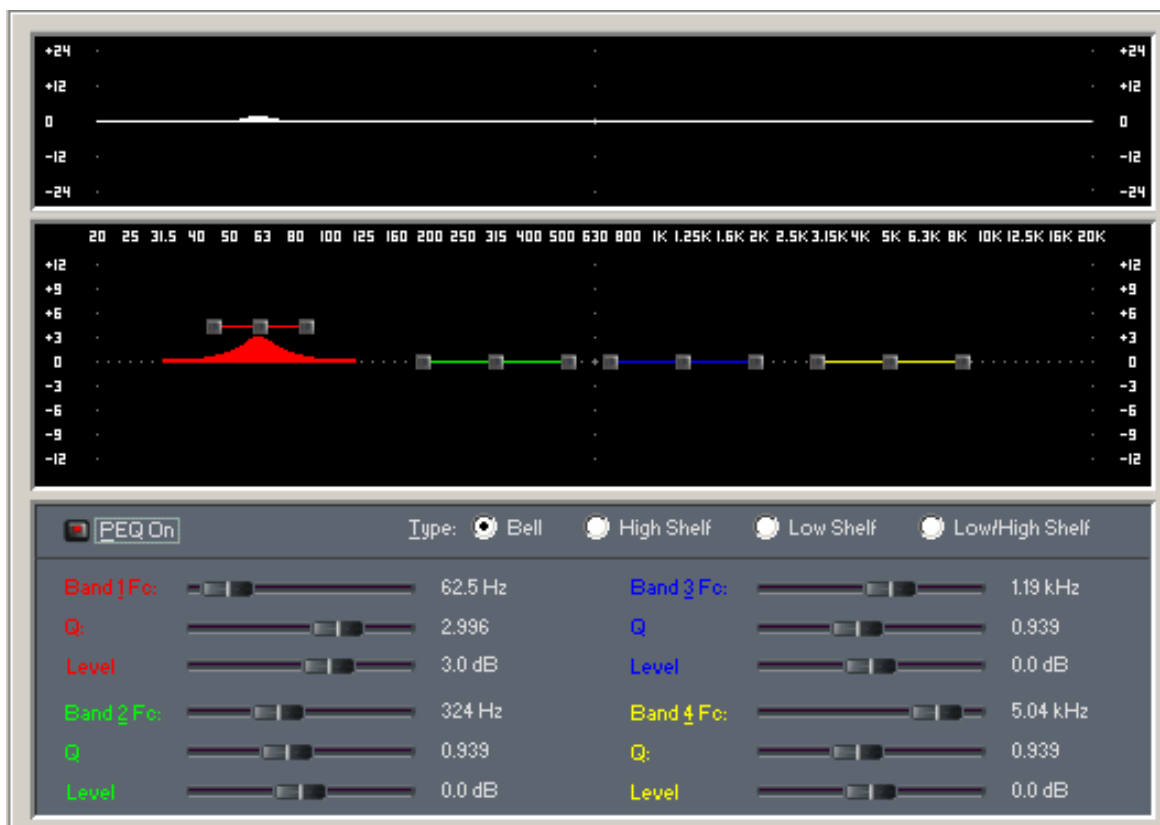 +24 +24
+12 +12
0 0
-12 -12
-24 -24
20 25 31.5 40 50 63 80 100 125 160 200 250 315 400 500 630 800 1K 1.25K 1.6K 2K 2.5K 3.15K 4K 5K 6.3K 8K 10K 12.5K 16K 20K
+12 +12
+9 +9
+6 +6
+3 +3
0 0
-3 -3
-6 -6
-9 -9
-12 -12
PEQ On Type: Bell High Shelf Low Shelf Low/High Shelf
Band 1 Fc: 62.5 Hz Band 3 Fc: 1.19 kHz
Q: 2.996 Q 0.939
Level 3.0 dB Level 0.0 dB
Band 2 Fc: 324 Hz Band 4 Fc: 5.04 kHz
Q 0.939 Q: 0.939
Level 0.0 dB Level 0.0 dB